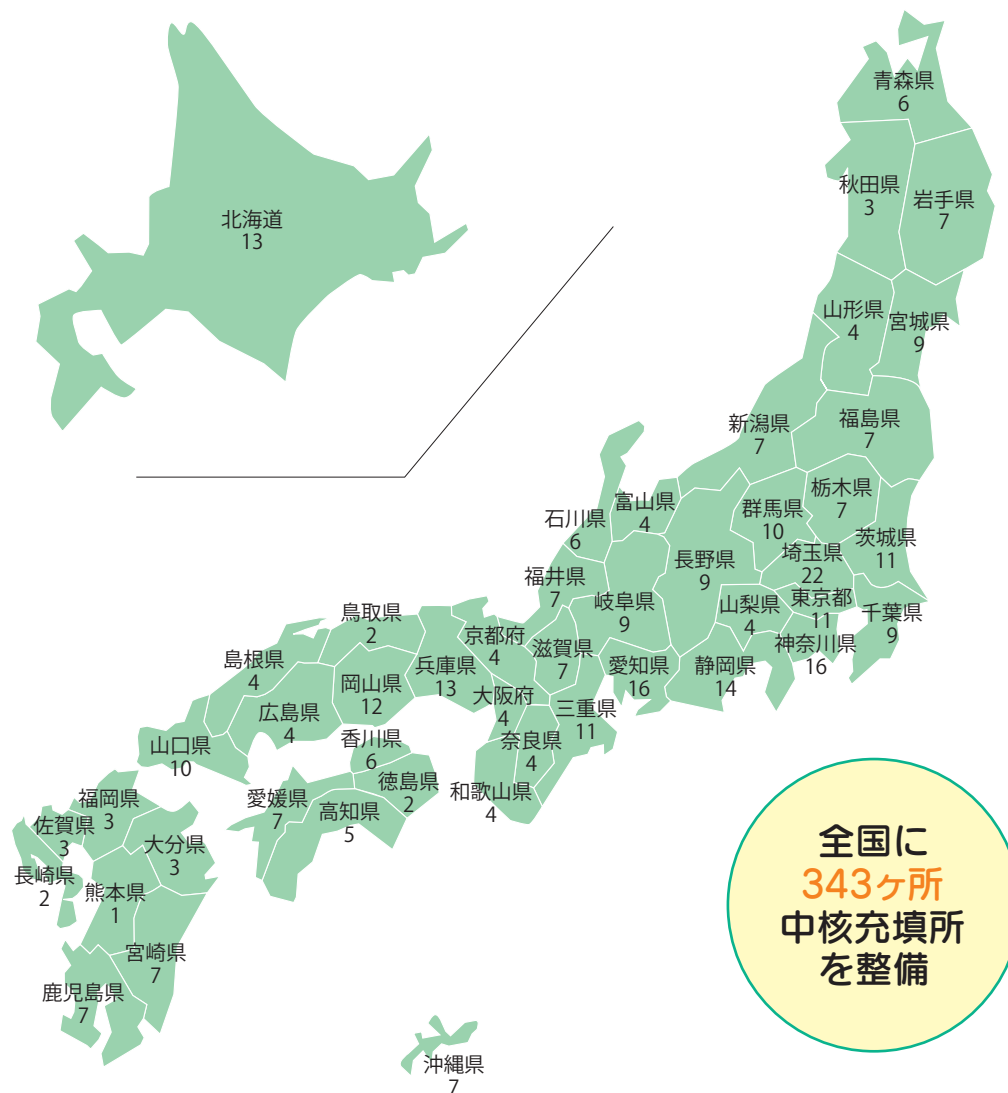 北海道
13
青森県
6
秋田県
3
岩手県
7
山形県
4
宮城県
9
新潟県
7
福島県
7
栃木県
7
群馬県
10
茨城県
11
埼玉県
22
東京都
11
千葉県
9
神奈川県
16
山梨県
4
長野県
9
富山県
4
石川県
6
福井県
7
岐阜県
9
静岡県
14
愛知県
16
滋賀県
7
三重県
11
京都府
4
大阪府
4
奈良県
4
和歌山県
4
兵庫県
13
鳥取県
2
島根県
4
岡山県
12
広島県
4
山口県
10
香川県
6
徳島県
2
愛媛県
7
高知県
5
福岡県
3
佐賀県
3
長崎県
2
大分県
3
熊本県
1
宮崎県
7
鹿児島県
7
沖縄県
7
全国に
343ヶ所
中核充填所
を整備